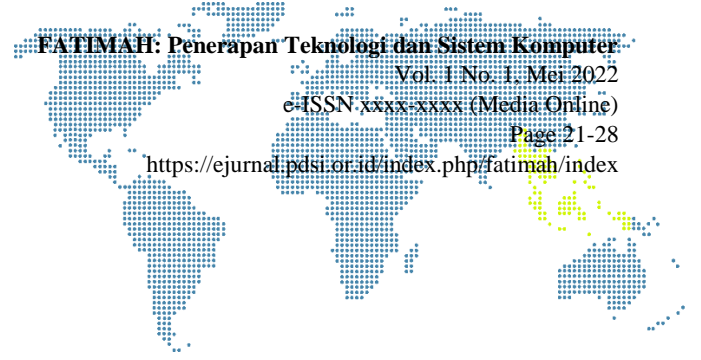 FATIMAH: Penerapan Teknologi dan Sistem Komputer
Vol. 1 No. 1, Mei 2022
e-ISSN xxxx-xxxx (Media Online)
Page 21-28
https://ejurnal.pdsi.or.id/index.php/fatimah/index